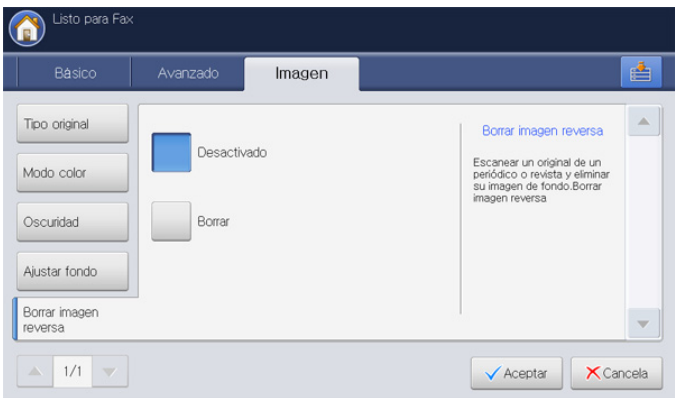 Listo para Fax
Básico
Avanzado
Imagen
Tipo original
Modo color
Oscuridad
Ajustar fondo
Borrar imagen
reversa
Desactivado
Borrar
Borrar imagen reversa
Escanear un original de un
periódico o revista y eliminar
su imagen de fondo.Borrar
imagen reversa
1/1
Aceptar
Cancela